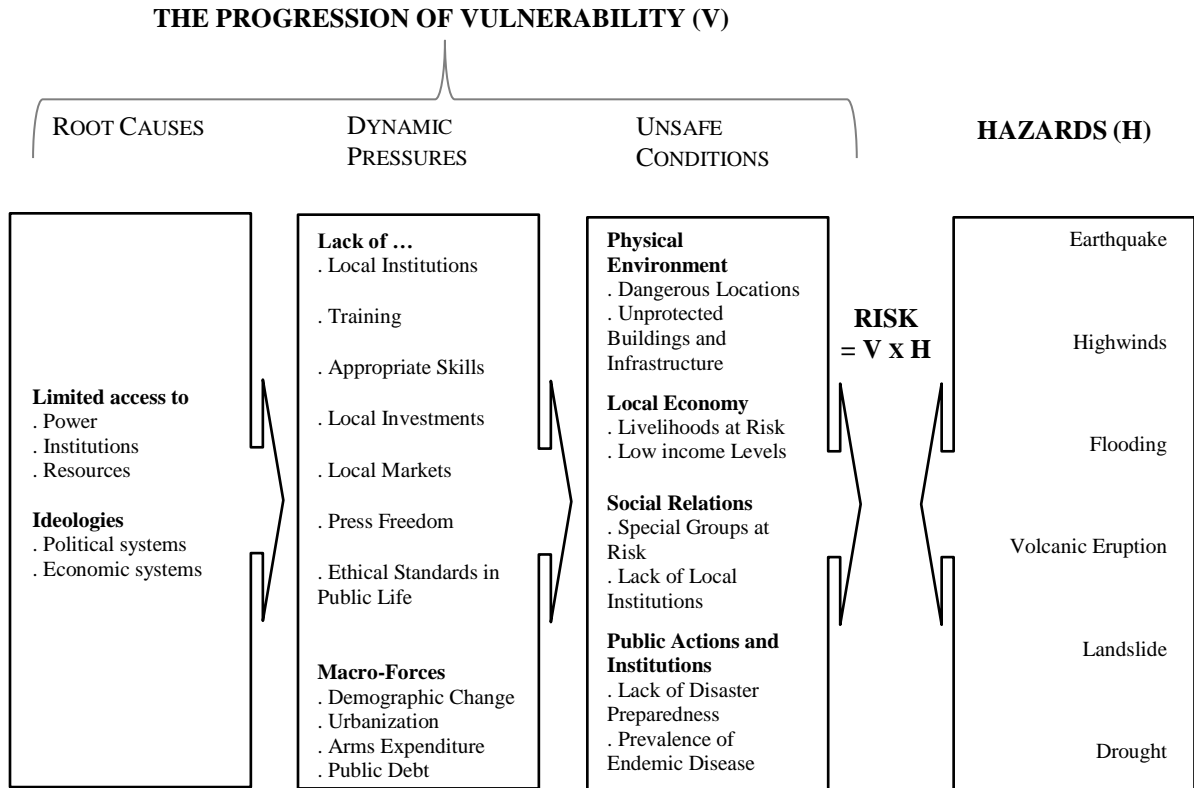 THE PROGRESSION OF VULNERABILITY (V)
ROOT CAUSES
DYNAMIC
PRESSURES
UNSAFE
CONDITIONS
HAZARDS (H)
Limited access to
. Power
. Institutions
. Resources
Ideologies
. Political systems
. Economic systems
Lack of …
. Local Institutions
. Training
. Appropriate Skills
. Local Investments
. Local Markets
. Press Freedom
. Ethical Standards in
Public Life
Macro-Forces
. Demographic Change
. Urbanization
. Arms Expenditure
. Public Debt
Physical
Environment
. Dangerous Locations
. Unprotected
Buildings and
Infrastructure
Local Economy
. Livelihoods at Risk
. Low income Levels
Social Relations
. Special Groups at
Risk
. Lack of Local
Institutions
Public Actions and
Institutions
. Lack of Disaster
Preparedness
. Prevalence of
Endemic Disease
RISK
= V X H
Earthquake
Highwinds
Flooding
Volcanic Eruption
Landslide
Drought